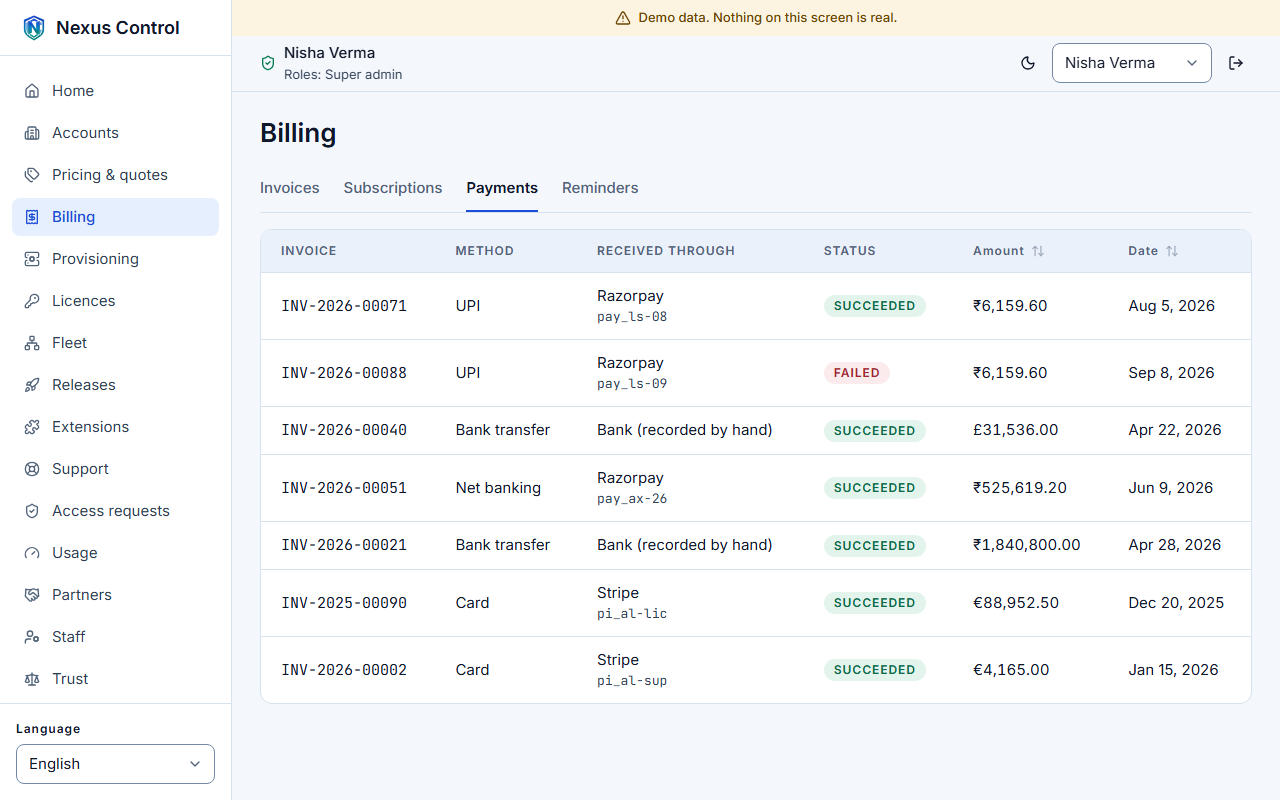 Nexus Control
Demo data. Nothing on this screen is real.
Nisha Verma
Roles: Super admin
Nisha Verma
Home
Accounts
Pricing & quotes
Billing
Provisioning
Licences
Fleet
Releases
Extensions
Support
Access requests
Usage
Partners
Staff
Trust
Language
English
Billing
Invoices Subscriptions Payments Reminders
INVOICE METHOD RECEIVED THROUGH STATUS Amount Date
INV-2026-00071 UPI Razorpay SUCCEEDED ₹6,159.60 Aug 5, 2026
pay_ls-08
INV-2026-00088 UPI Razorpay FAILED ₹6,159.60 Sep 8, 2026
pay_ls-09
INV-2026-00040 Bank transfer Bank (recorded by hand) SUCCEEDED £31,536.00 Apr 22, 2026
INV-2026-00051 Net banking Razorpay SUCCEEDED ₹525,619.20 Jun 9, 2026
pay_ax-26
INV-2026-00021 Bank transfer Bank (recorded by hand) SUCCEEDED ₹1,840,800.00 Apr 28, 2026
INV-2025-00090 Card Stripe SUCCEEDED €88,952.50 Dec 20, 2025
pi_al-lic
INV-2026-00002 Card Stripe SUCCEEDED €4,165.00 Jan 15, 2026
pi_al-sup